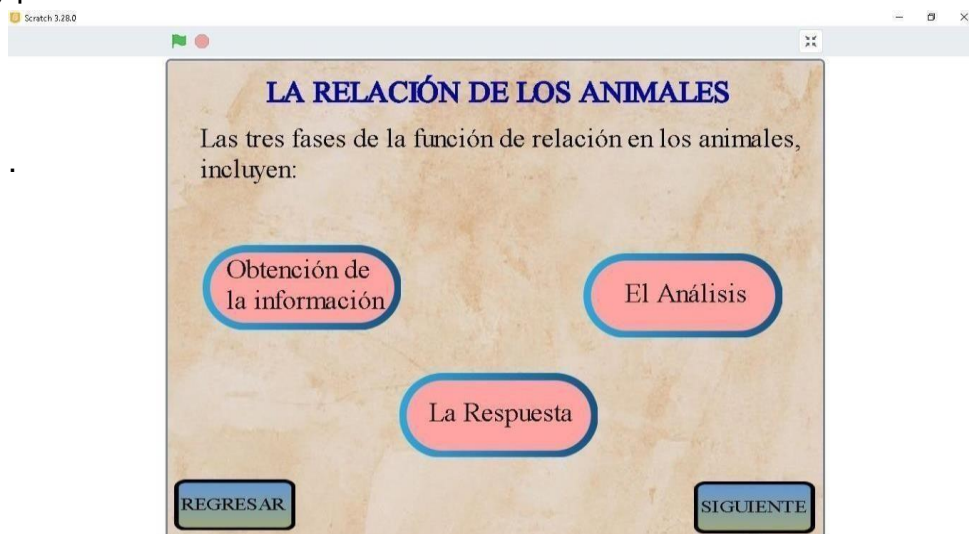 Scratch 3.28.0
LA RELACIÓN DE LOS ANIMALES
Las tres fases de la función de relación en los animales,
incluyen:
Obtención de
la información
El Análisis
La Respuesta
REGRESAR
SIGUIENTE